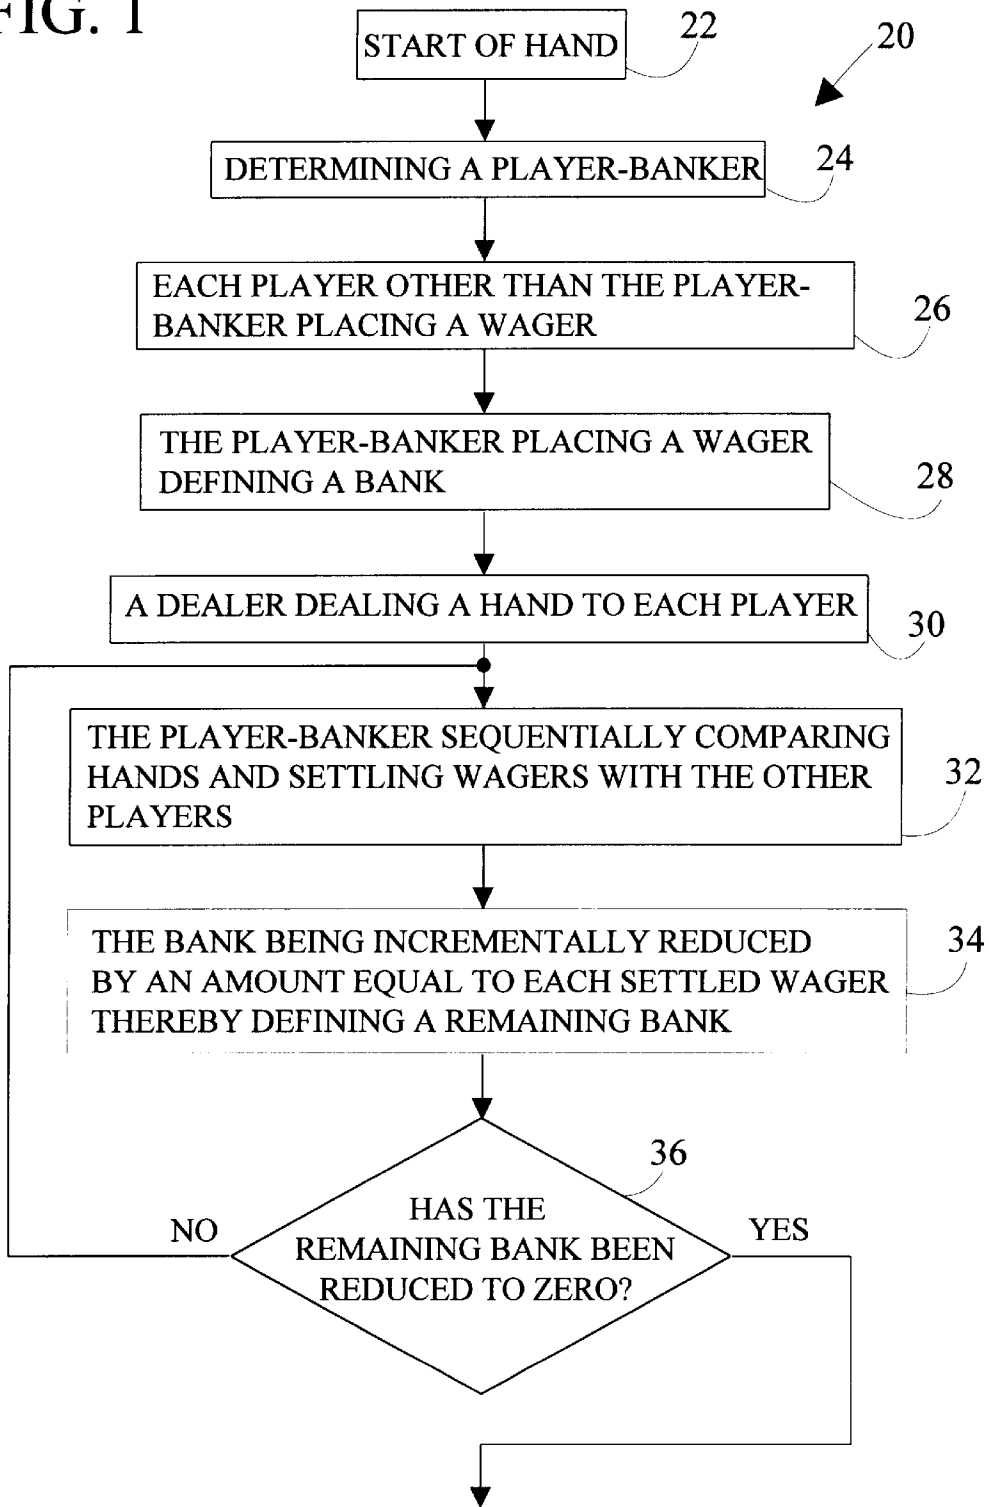 FIG. 1
START OF HAND
22
20
DETERMINING A PLAYER-BANKER
24
EACH PLAYER OTHER THAN THE PLAYER-
BANKER PLACING A WAGER
26
THE PLAYER-BANKER PLACING A WAGER
DEFINING A BANK
28
A DEALER DEALING A HAND TO EACH PLAYER
30
THE PLAYER-BANKER SEQUENTIALLY COMPARING
HANDS AND SETTLING WAGERS WITH THE OTHER
PLAYERS
32
THE BANK BEING INCREMENTALLY REDUCED
BY AN AMOUNT EQUAL TO EACH SETTLED WAGER
THEREBY DEFINING A REMAINING BANK
34
36
HAS THE
REMAINING BANK BEEN
REDUCED TO ZERO?
NO
YES